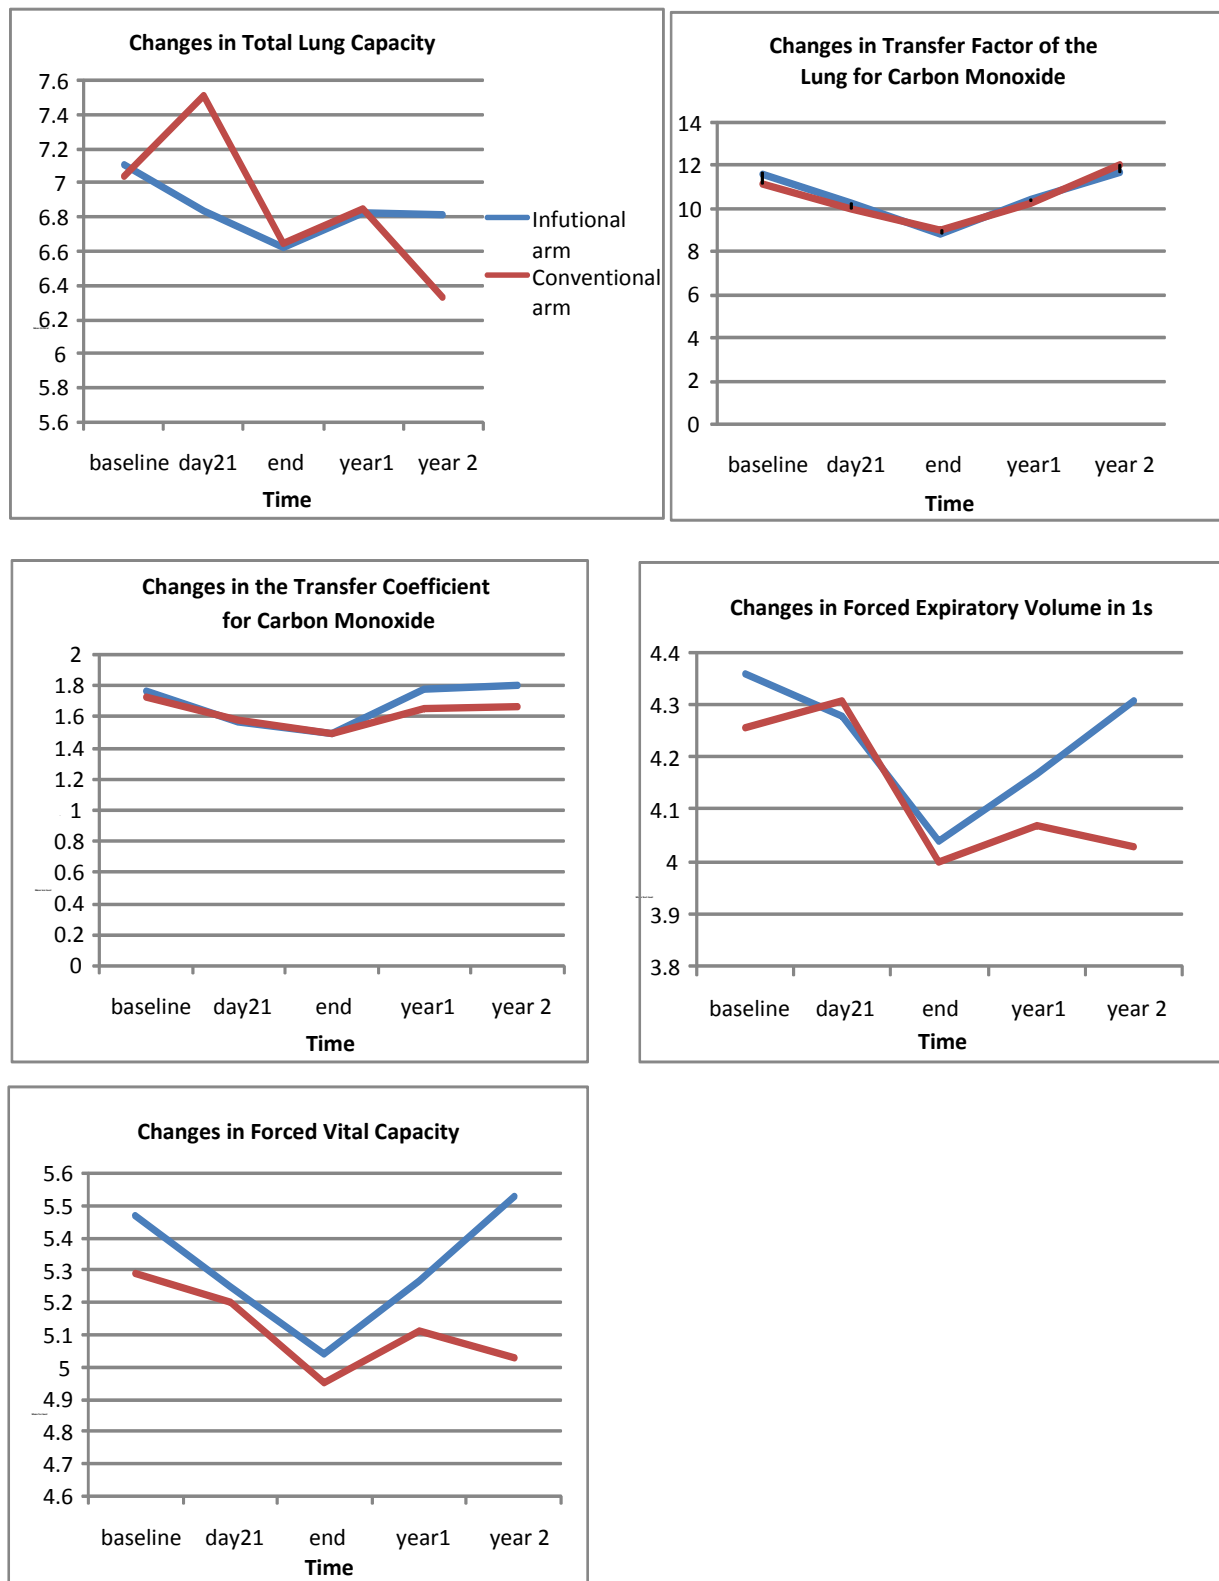 Changes in Total Lung Capacity
7.6
7.4
7.2
7
6.8
6.6
6.4
6.2
6
5.8
5.6
baseline day21 end year1 year 2
Time
Infutional
arm
Conventional
arm
Changes in Transfer Factor of the
Lung for Carbon Monoxide
14
12
10
8
6
4
2
0
baseline day21 end year1 year 2
Time
Changes in the Transfer Coefficient
for Carbon Monoxide
2
1.8
1.6
1.4
1.2
1
0.8
0.6
0.4
0.2
0
baseline day21 end year1 year 2
Time
Changes in Forced Expiratory Volume in 1s
4.4
4.3
4.2
4.1
4
3.9
3.8
baseline day21 end year1 year 2
Time
Changes in Forced Vital Capacity
5.6
5.5
5.4
5.3
5.2
5.1
5
4.9
4.8
4.7
4.6
baseline day21 end year1 year 2
Time